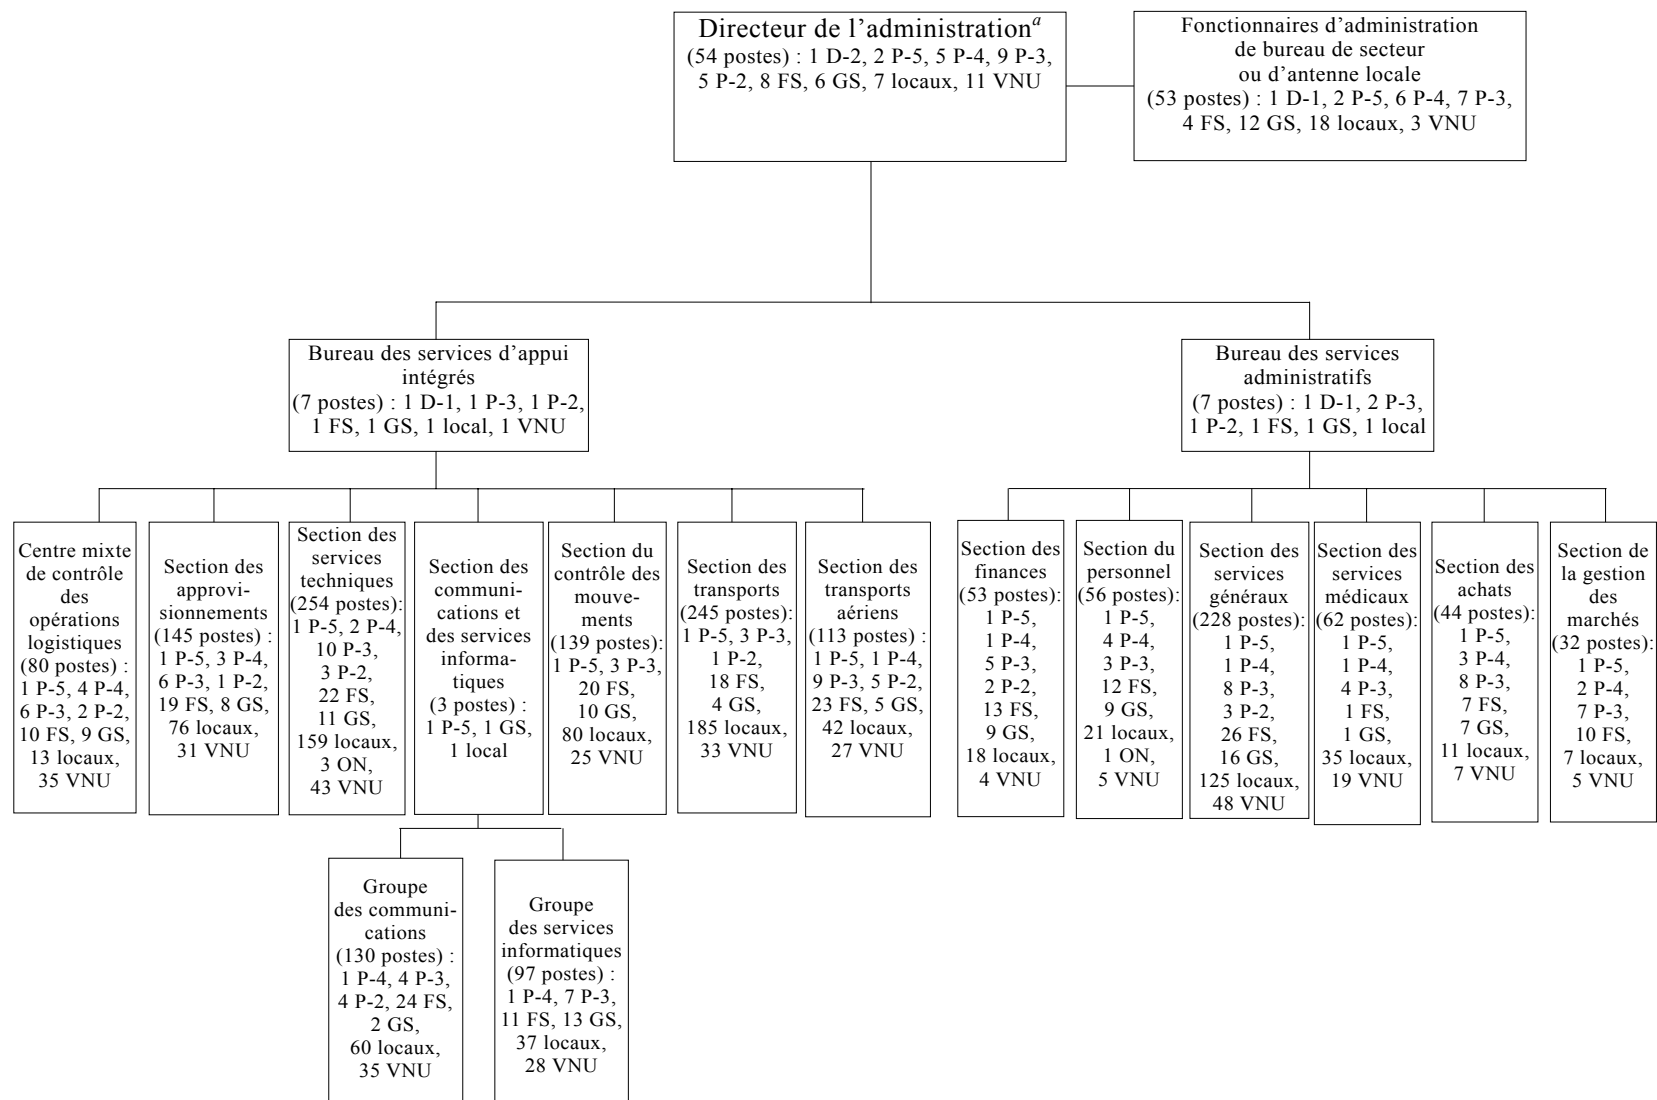 Directeur de l’administrationᵃ
(54 postes) : 1 D-2, 2 P-5, 5 P-4, 9 P-3,
5 P-2, 8 FS, 6 GS, 7 locaux, 11 VNU
Fonctionnaires d’administration
de bureau de secteur
ou d’antenne locale
(53 postes) : 1 D-1, 2 P-5, 6 P-4, 7 P-3,
4 FS, 12 GS, 18 locaux, 3 VNU
Bureau des services d’appui
intégrés
(7 postes) : 1 D-1, 1 P-3, 1 P-2,
1 FS, 1 GS, 1 local, 1 VNU
Bureau des services
administratifs
(7 postes) : 1 D-1, 2 P-3,
1 P-2, 1 FS, 1 GS, 1 local
Centre mixte
de contrôle
des
opérations
logistiques
(80 postes) :
1 P-5, 4 P-4,
6 P-3, 2 P-2,
10 FS, 9 GS,
13 locaux,
35 VNU
Section des
approvi-
sionnements
(145 postes) :
1 P-5, 3 P-4,
6 P-3, 1 P-2,
19 FS, 8 GS,
76 locaux,
31 VNU
Section des
services
techniques
(254 postes):
1 P-5, 2 P-4,
10 P-3,
3 P-2,
22 FS,
11 GS,
159 locaux,
3 ON,
43 VNU
Section des
communi-
cations et
des services
informa-
tiques
(3 postes) :
1 P-5, 1 GS,
1 local
Section du
contrôle des
mouve-
ments
(139 postes):
1 P-5, 3 P-3,
20 FS,
10 GS,
80 locaux,
25 VNU
Section des
transports
(245 postes):
1 P-5, 3 P-3,
1 P-2,
18 FS,
4 GS,
185 locaux,
33 VNU
Section des
transports
aériens
(113 postes) :
1 P-5, 1 P-4,
9 P-3, 5 P-2,
23 FS, 5 GS,
42 locaux,
27 VNU
Section des
finances
(53 postes):
1 P-5,
1 P-4,
5 P-3,
2 P-2,
13 FS,
9 GS,
18 locaux,
4 VNU
Section du
personnel
(56 postes):
1 P-5,
4 P-4,
3 P-3,
12 FS,
9 GS,
21 locaux,
1 ON,
5 VNU
Section des
services
généraux
(228 postes):
1 P-5,
1 P-4,
8 P-3,
3 P-2,
26 FS,
16 GS,
125 locaux,
48 VNU
Section des
services
médicaux
(62 postes):
1 P-5,
1 P-4,
4 P-3,
1 FS,
1 GS,
35 locaux,
19 VNU
Section des
achats
(44 postes):
1 P-5,
3 P-4,
8 P-3,
7 FS,
7 GS,
11 locaux,
7 VNU
Section de
la gestion
des
marchés
(32 postes):
1 P-5,
2 P-4,
7 P-3,
10 FS,
7 locaux,
5 VNU
Groupe
des communi-
cations
(130 postes) :
1 P-4, 4 P-3,
4 P-2, 24 FS,
2 GS,
60 locaux,
35 VNU
Groupe
des services
informatiques
(97 postes) :
1 P-4, 7 P-3,
11 FS, 13 GS,
37 locaux,
28 VNU